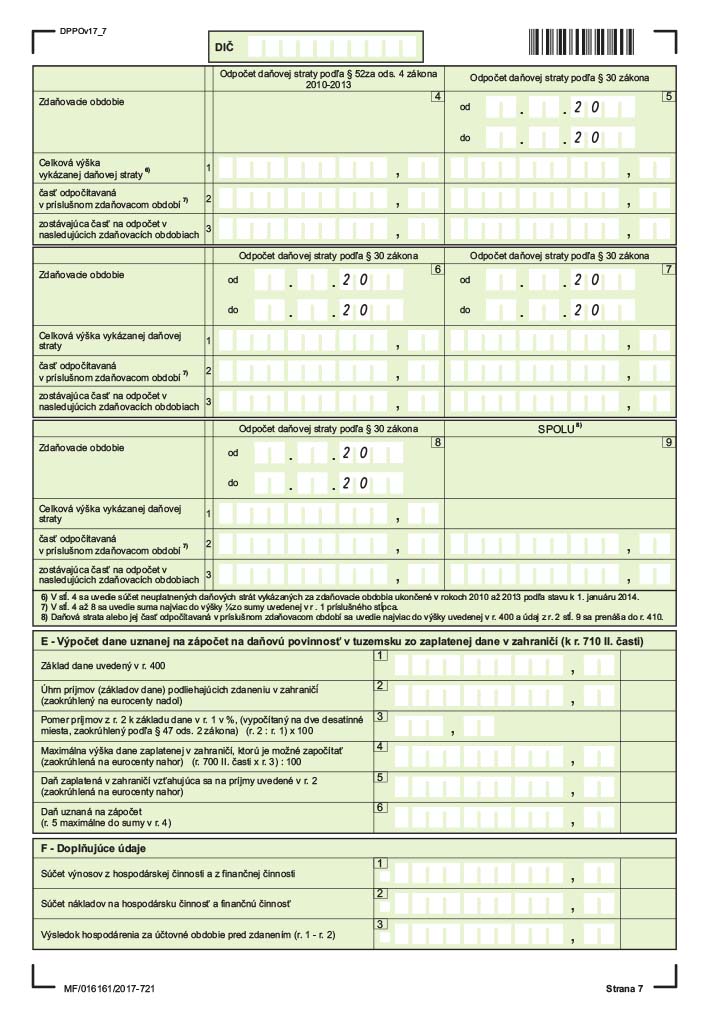 DPPOv17_7
DIČ
Odpočet daňovej straty podľa § 52za ods. 4 zákona
2010-2013
Odpočet daňovej straty podľa § 30 zákona
Zdaňovacie obdobie
4
od . . 2 0
5
do . . 2 0
Celková výška
vykázanej daňovej straty 6)
1 , ,
časť odpočítavaná
v príslušnom zdaňovacom období 7)
2 , ,
zostávajúca časť na odpočet v
nasledujúcich zdaňovacích obdobiach
3 , ,
Odpočet daňovej straty podľa § 30 zákona
Odpočet daňovej straty podľa § 30 zákona
Zdaňovacie obdobie
od . . 2 0
6
od . . 2 0
7
do . . 2 0
do . . 2 0
Celková výška vykázanej daňovej
straty
1 , ,
časť odpočítavaná
v príslušnom zdaňovacom období 7)
2 , ,
zostávajúca časť na odpočet v
nasledujúcich zdaňovacích obdobiach
3 , ,
Odpočet daňovej straty podľa § 30 zákona
SPOLU 8)
Zdaňovacie obdobie
od . . 2 0
8
9
do . . 2 0
Celková výška vykázanej daňovej
straty
1 ,
časť odpočítavaná
v príslušnom zdaňovacom období 7)
2 , ,
zostávajúca časť na odpočet v
nasledujúcich zdaňovacích obdobiach
3 , ,
6) V stĺ. 4 sa uvedie súčet neuplatnených daňových strát vykázaných za zdaňovacie obdobia ukončené v rokoch 2010 až 2013 podľa stavu k 1. januáru 2014.
7) V stĺ. 4 až 8 sa uvedie suma najviac do výšky ¼ zo sumy uvedenej v r . 1 príslušného stĺpca.
8) Daňová strata alebo jej časť odpočítavaná v príslušnom zdaňovacom období sa uvedie najviac do výšky uvedenej v r. 400 a údaj z r. 2 stĺ. 9 sa prenáša do r. 410.
E - Výpočet dane uznanej na zápočet na daňovú povinnosť v tuzemsku zo zaplatenej dane v zahraničí (k r. 710 II. časti)
Základ dane uvedený v r. 400
1 ,
Úhrn príjmov (základov dane) podliehajúcich zdaneniu v zahraničí
(zaokrúhlený na eurocenty nadol)
2 ,
Pomer príjmov z r. 2 k základu dane v r. 1 v %, (vypočítaný na dve desatinné
miesta, zaokrúhlený podľa § 47 ods. 2 zákona) (r. 2 : r. 1) x 100
3 ,
Maximálna výška dane zaplatenej v zahraničí, ktorú je možné započítať
(zaokrúhlená na eurocenty nahor) (r. 700 II. časti x r. 3) : 100
4 ,
Daň zaplatená v zahraničí vzťahujúca sa na príjmy uvedené v r. 2
(zaokrúhlená na eurocenty nahor)
5 ,
Daň uznaná na zápočet
(r. 5 maximálne do sumy v r. 4)
6 ,
F - Doplňujúce údaje
Súčet výnosov z hospodárskej činnosti a z finančnej činnosti
1 ,
Súčet nákladov na hospodársku činnosť a finančnú činnosť
2 ,
Výsledok hospodárenia za účtovné obdobie pred zdanením (r. 1 - r. 2)
3 ,
MF/016161/2017-721
Strana 7